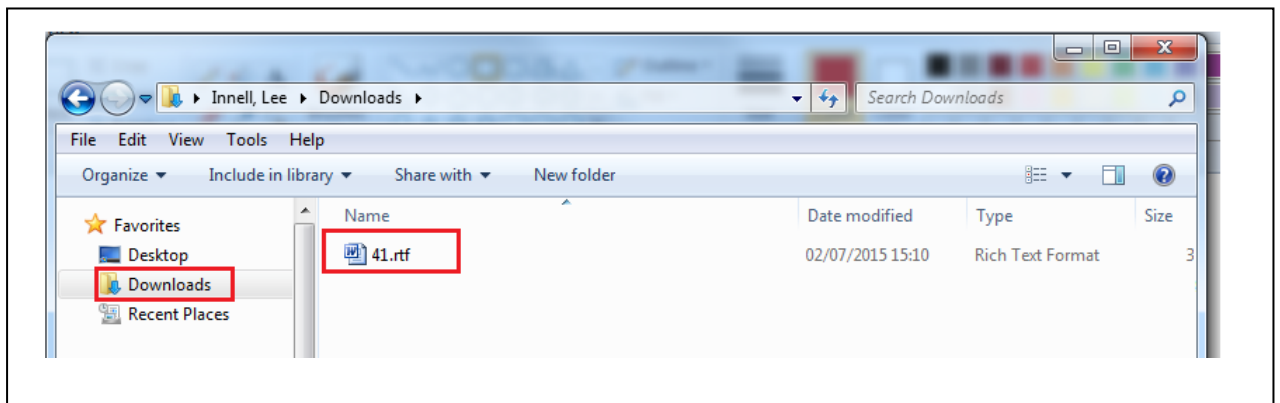 Innell, Lee Downloads Search Downloads
File Edit View Tools Help
Organize Include in library Share with New folder
Favorites
Desktop
Downloads
Recent Places
Name Date modified Type Size
41.rtf 02/07/2015 15:10 Rich Text Format 3